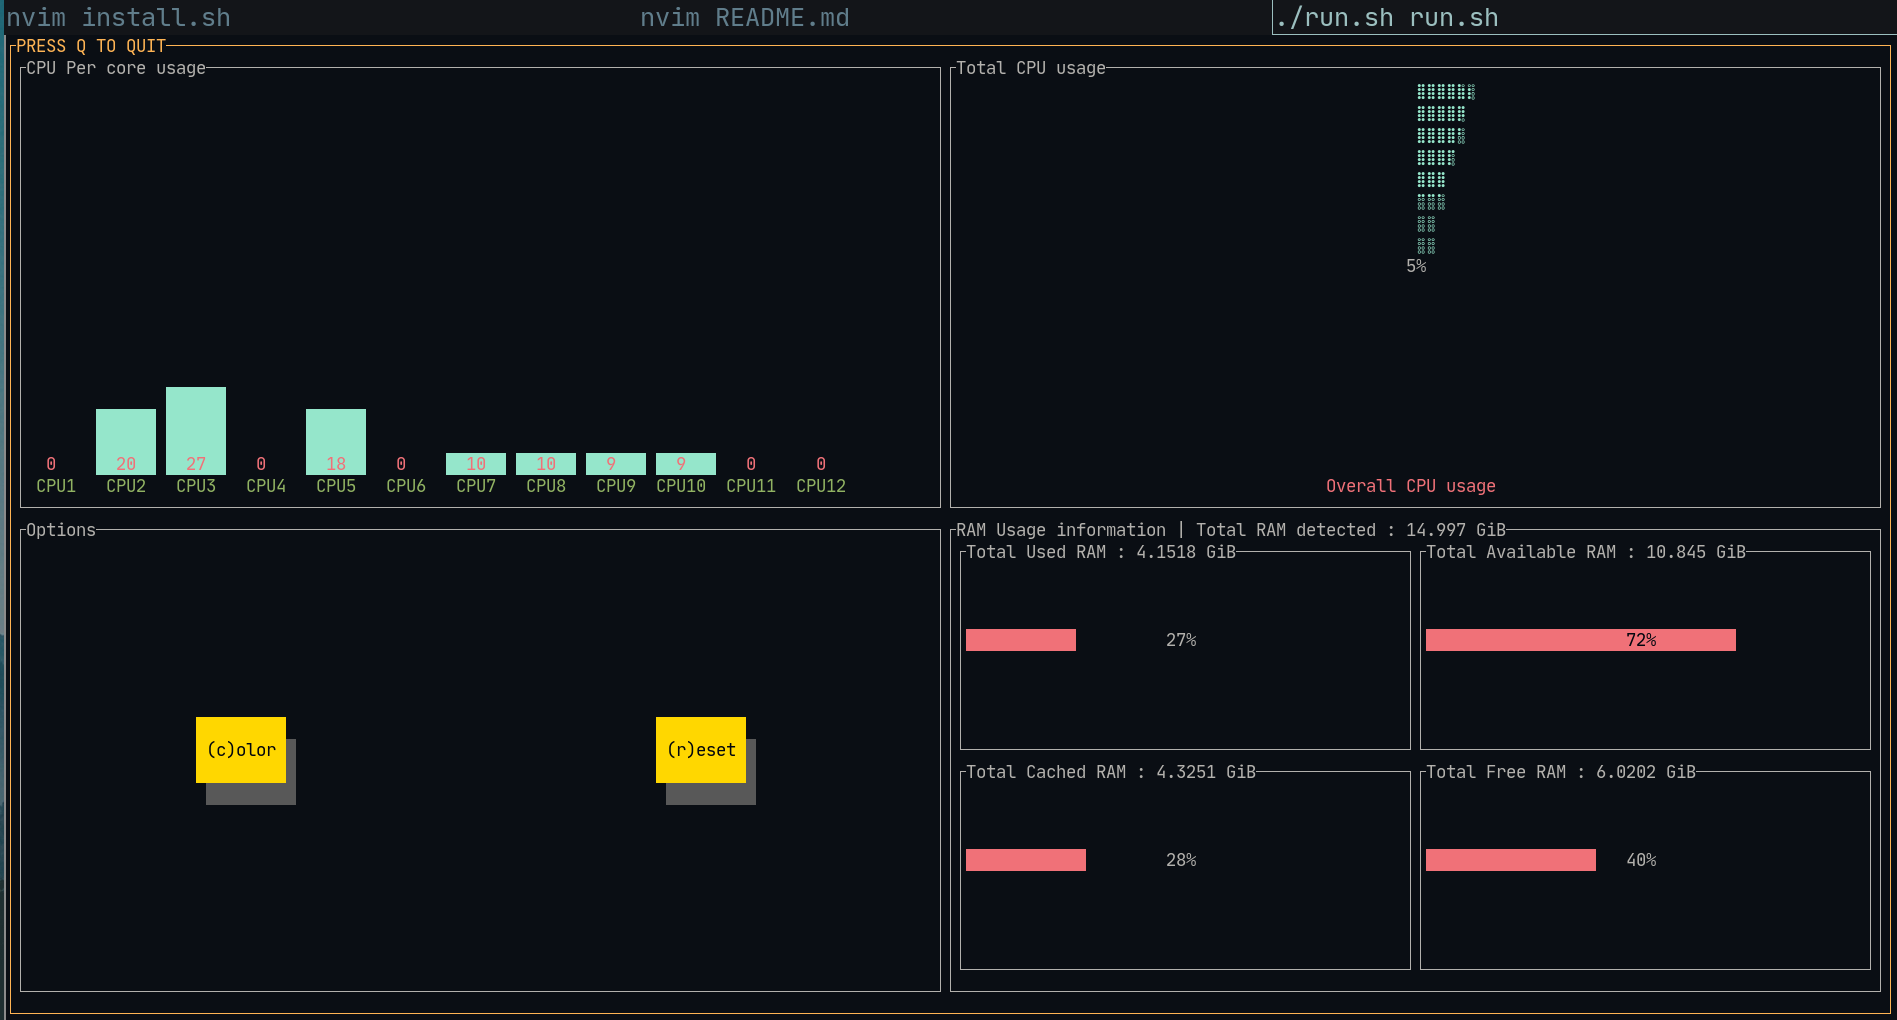 nvim install.sh nvim README.md ./run.sh run.sh
PRESS Q TO QUIT
CPU Per core usage
0 20 27 0 18 0 10 10 9 9 0 0
CPU1 CPU2 CPU3 CPU4 CPU5 CPU6 CPU7 CPU8 CPU9 CPU10 CPU11 CPU12
Total CPU usage
5%
Overall CPU usage
Options
(c)olor (r)eset
RAM Usage information | Total RAM detected : 14.997 GiB
Total Used RAM : 4.1518 GiB
27%
Total Available RAM : 10.845 GiB
72%
Total Cached RAM : 4.3251 GiB
28%
Total Free RAM : 6.0202 GiB
40%